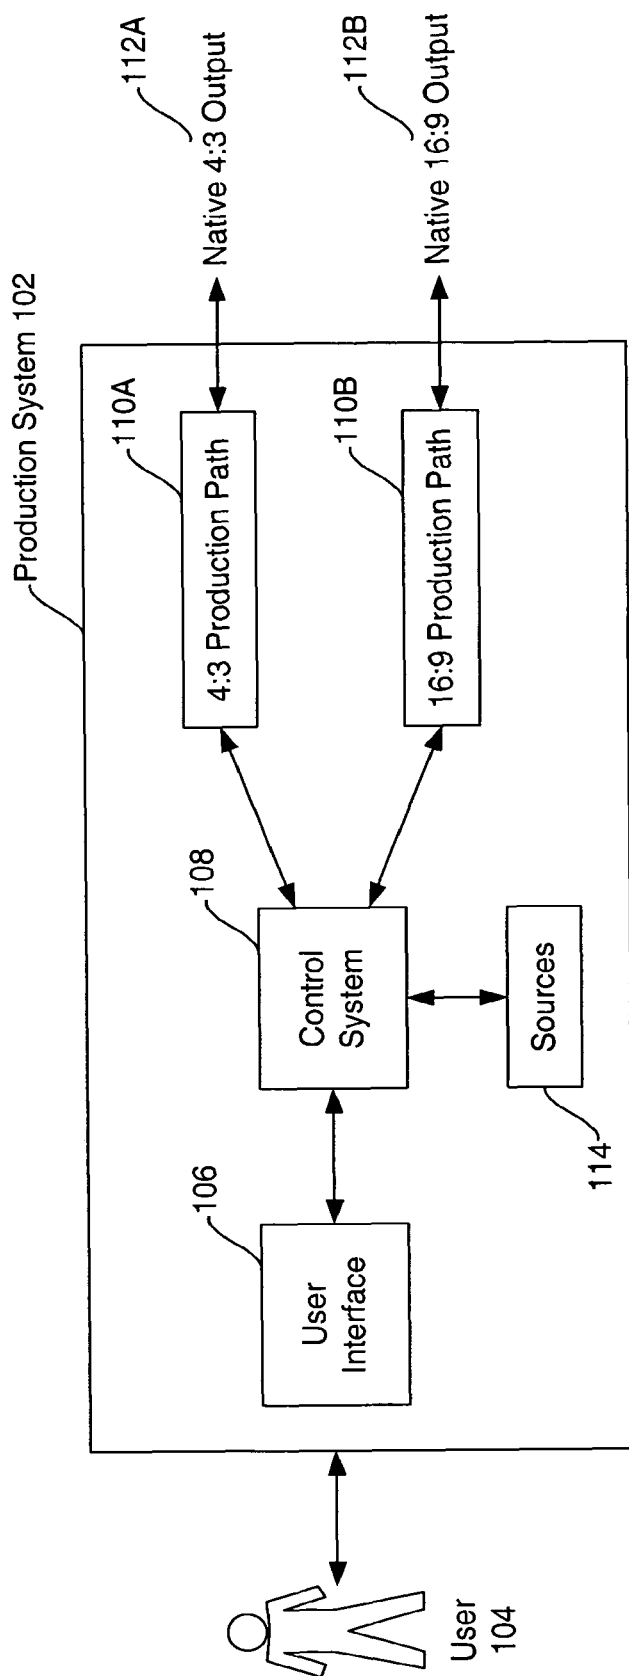 Production System 102
110A
112A
4:3 Production Path
Native 4:3 Output
108
110B
112B
Control
System
16:9 Production Path
Native 16:9 Output
106
User
Interface
Sources
114
User
104